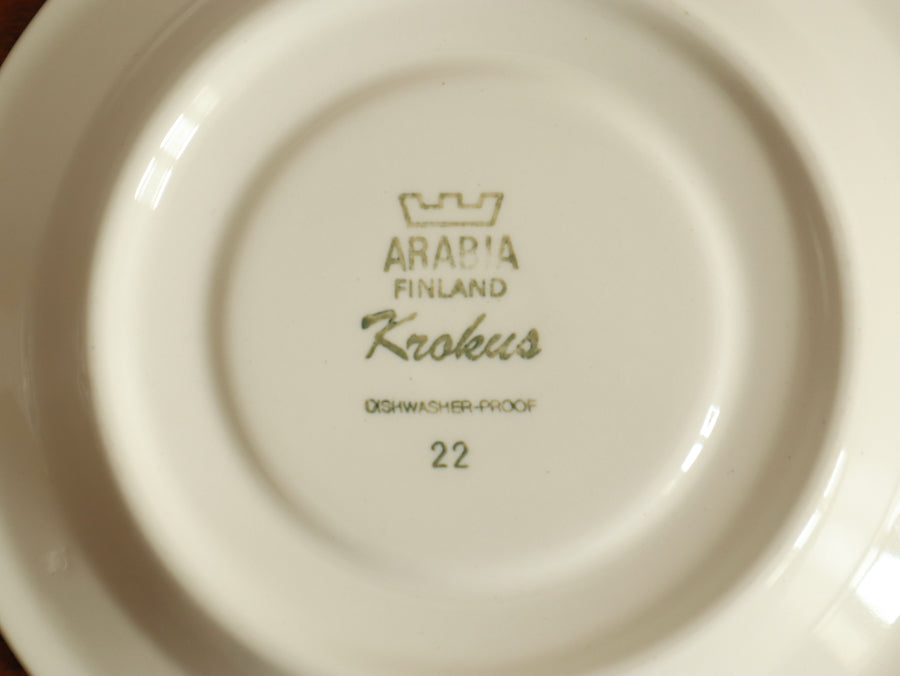 ARABIA
FINLAND
Krokus
DISHWASHER-PROOF
22